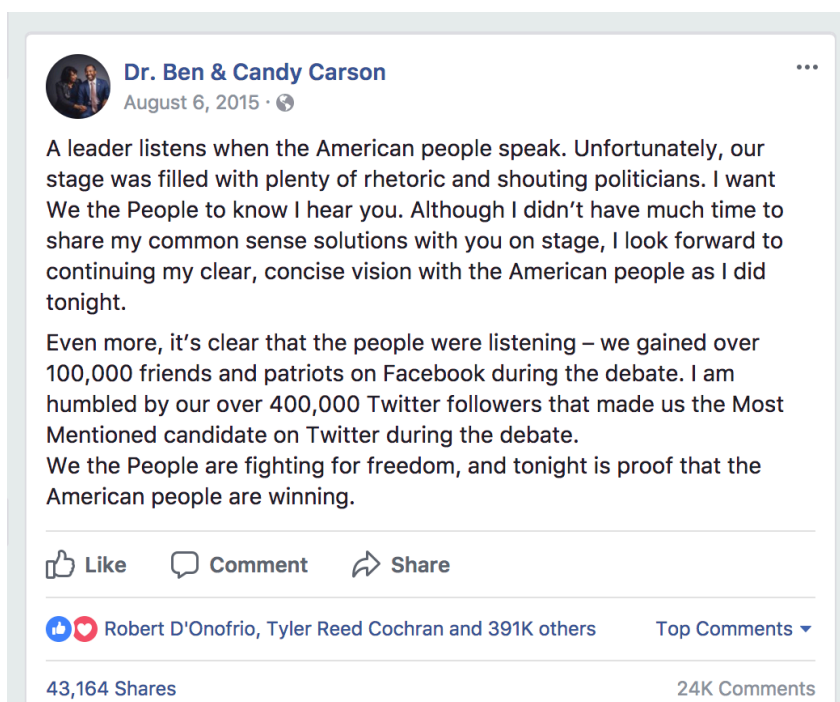 Dr. Ben & Candy Carson
August 6, 2015 ·
A leader listens when the American people speak. Unfortunately, our
stage was filled with plenty of rhetoric and shouting politicians. I want
We the People to know I hear you. Although I didn’t have much time to
share my common sense solutions with you on stage, I look forward to
continuing my clear, concise vision with the American people as I did
tonight.
Even more, it’s clear that the people were listening – we gained over
100,000 friends and patriots on Facebook during the debate. I am
humbled by our over 400,000 Twitter followers that made us the Most
Mentioned candidate on Twitter during the debate.
We the People are fighting for freedom, and tonight is proof that the
American people are winning.
Like Comment Share
Robert D'Onofrio, Tyler Reed Cochran and 391K others Top Comments
43,164 Shares 24K Comments